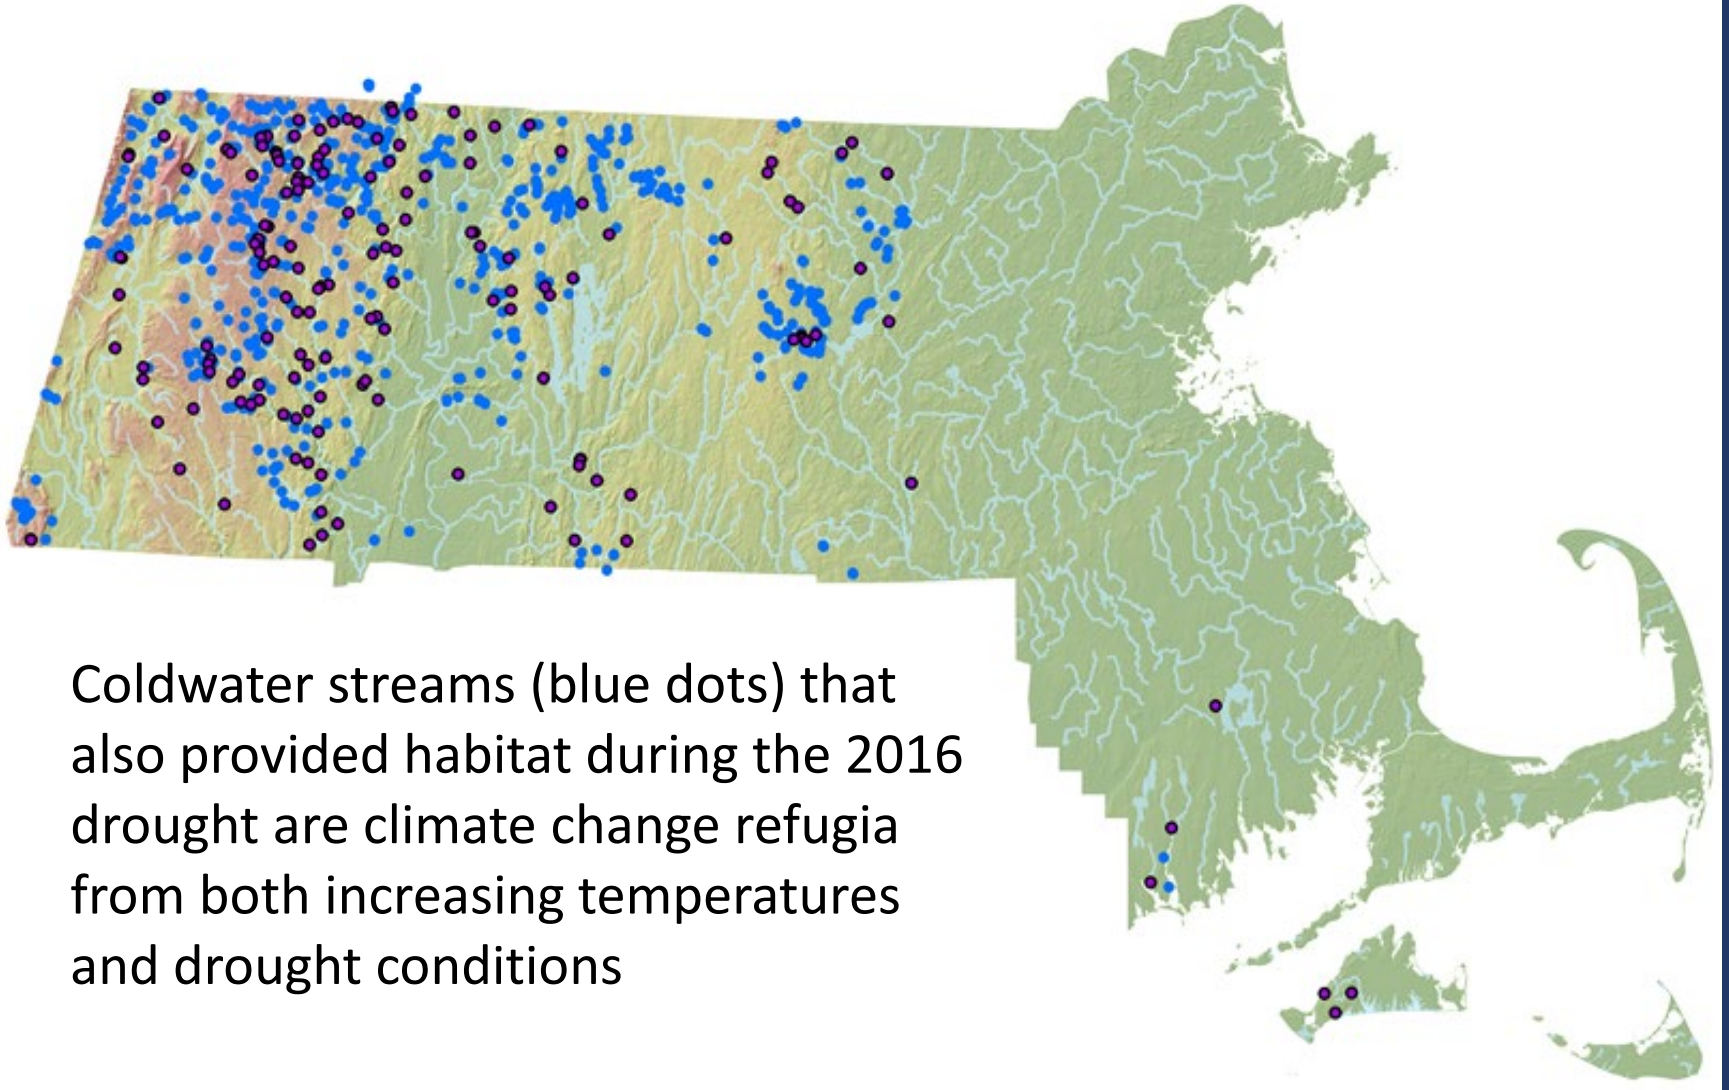 Coldwater streams (blue dots) that
also provided habitat during the 2016
drought are climate change refugia
from both increasing temperatures
and drought conditions